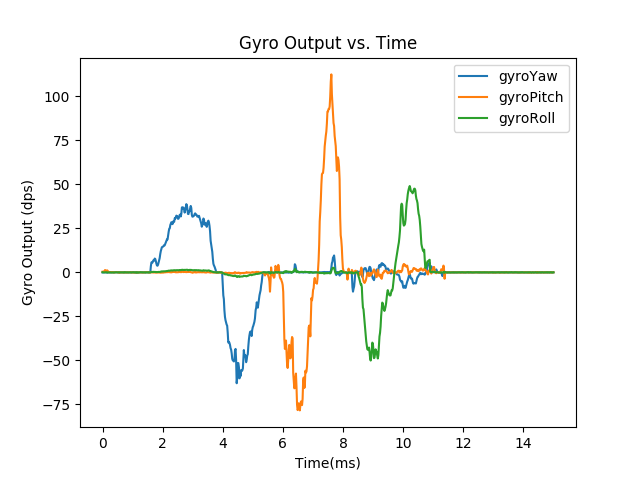 Gyro Output vs. Time
gyroYaw
gyroPitch
gyroRoll
Gyro Output (dps)
100
75
50
25
0
−25
−50
−75
0 2 4 6 8 10 12 14
Time(ms)